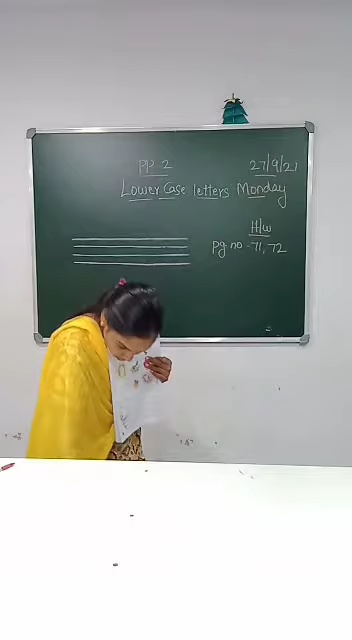 PP 2 27/9/21
Lower Case letters Monday
H/w
Pg no - 71, 72